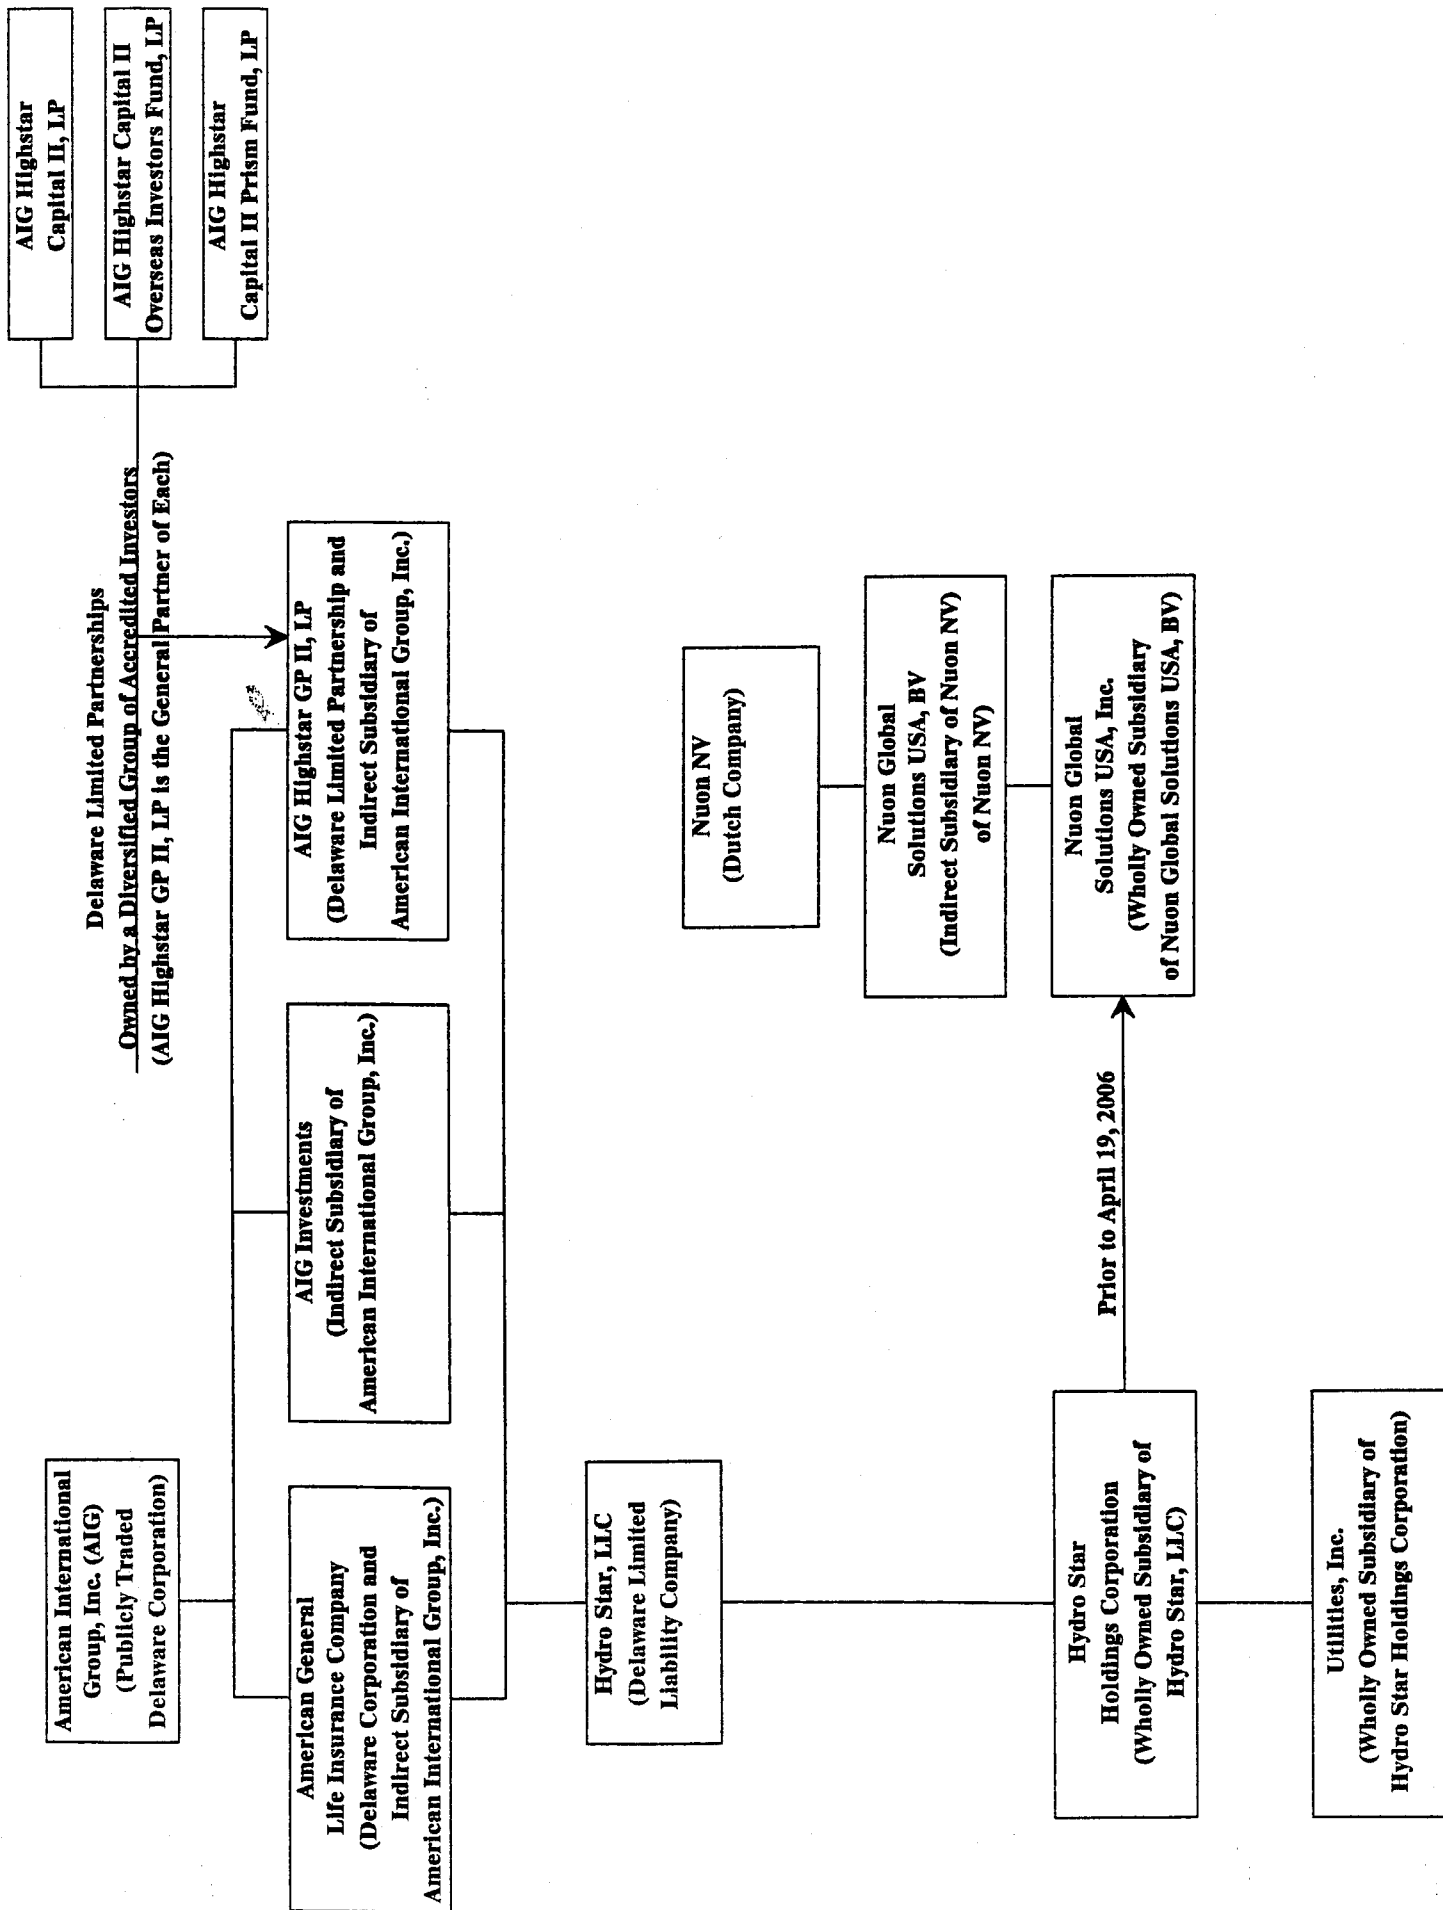 American International
Group, Inc. (AIG)
(Publicly Traded
Delaware Corporation)
Delaware Limited Partnerships
Owned by a Diversified Group of Accredited Investors
(AIG Highstar GP II, LP is the General Partner of Each)
AIG Highstar
Capital II, LP
AIG Highstar Capital II
Overseas Investors Fund, LP
AIG Highstar
Capital II Prism Fund, LP
American General
Life Insurance Company
(Delaware Corporation and
Indirect Subsidiary of
American International Group, Inc.)
AIG Investments
(Indirect Subsidiary of
American International Group, Inc.)
AIG Highstar GP II, LP
(Delaware Limited Partnership and
Indirect Subsidiary of
American International Group, Inc.)
Hydro Star, LLC
(Delaware Limited
Liability Company)
Nuon NV
(Dutch Company)
Nuon Global
Solutions USA, BV
(Indirect Subsidiary of Nuon NV)
of Nuon NV)
Hydro Star
Holdings Corporation
(Wholly Owned Subsidiary of
Hydro Star, LLC)
Prior to April 19, 2006
Nuon Global
Solutions USA, Inc.
(Wholly Owned Subsidiary
of Nuon Global Solutions USA, BV)
Utilities, Inc.
(Wholly Owned Subsidiary of
Hydro Star Holdings Corporation)